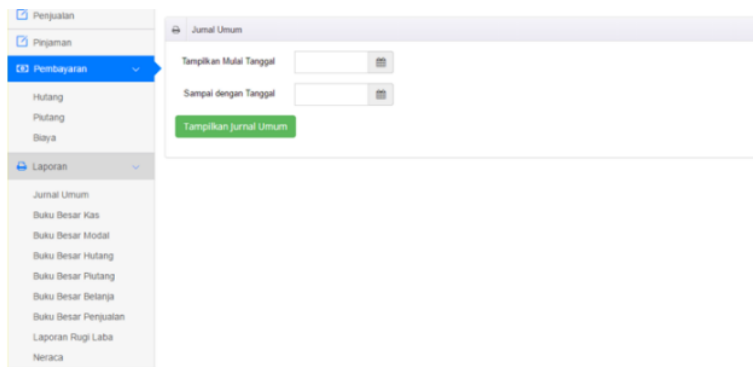 Penjualan
Pinjaman
Pembayaran
Hutang
Piutang
Biaya
Laporan
Jurnal Umum
Buku Besar Kas
Buku Besar Modal
Buku Besar Hutang
Buku Besar Piutang
Buku Besar Belanja
Buku Besar Penjualan
Laporan Rugi Laba
Neraca
Jurnal Umum
Tampilkan Mulai Tanggal
Sampai dengan Tanggal
Tampilkan Jurnal Umum